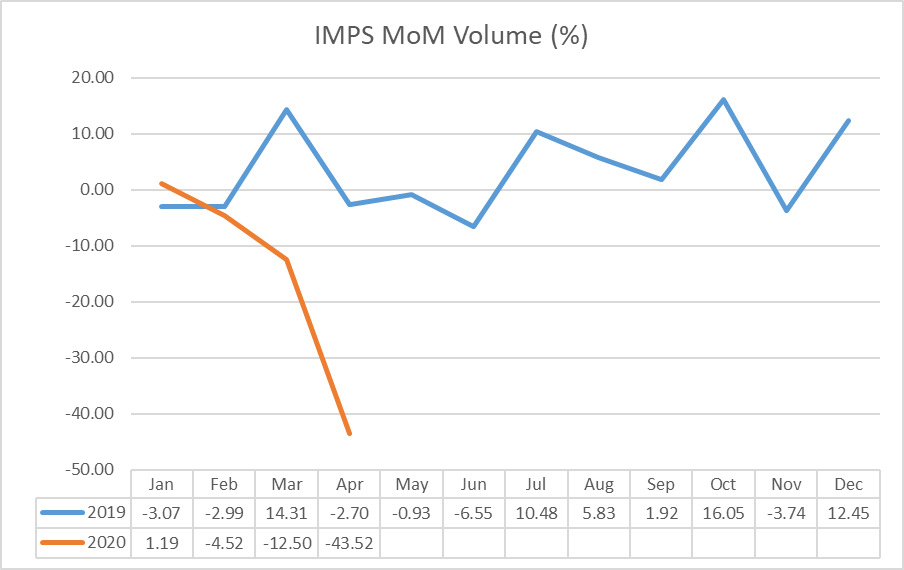 IMPS MoM Volume (%)
20.00
10.00
0.00
-10.00
-20.00
-30.00
-40.00
-50.00
Jan Feb Mar Apr May Jun Jul Aug Sep Oct Nov Dec
2019 -3.07 -2.99 14.31 -2.70 -0.93 -6.55 10.48 5.83 1.92 16.05 -3.74 12.45
2020 1.19 -4.52 -12.50 -43.52